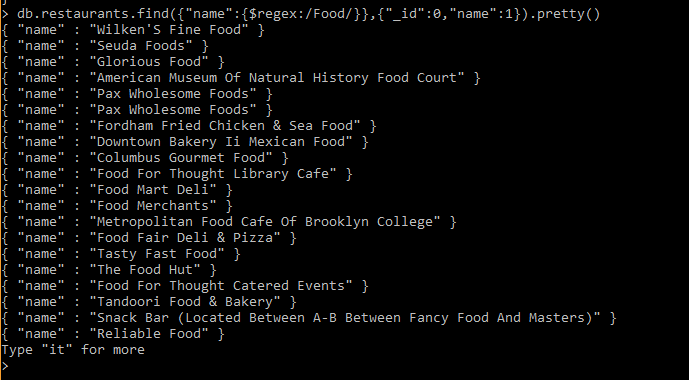 > db.restaurants.find({"name":{$regex:/Food/}},{"_id":0,"name":1}).pretty()
{ "name" : "Wilken'S Fine Food" }
{ "name" : "Seuda Foods" }
{ "name" : "Glorious Food" }
{ "name" : "American Museum Of Natural History Food Court" }
{ "name" : "Pax Wholesome Foods" }
{ "name" : "Pax Wholesome Foods" }
{ "name" : "Fordham Fried Chicken & Sea Food" }
{ "name" : "Downtown Bakery Ii Mexican Food" }
{ "name" : "Columbus Gourmet Food" }
{ "name" : "Food For Thought Library Cafe" }
{ "name" : "Food Mart Deli" }
{ "name" : "Food Merchants" }
{ "name" : "Metropolitan Food Cafe Of Brooklyn College" }
{ "name" : "Food Fair Deli & Pizza" }
{ "name" : "Tasty Fast Food" }
{ "name" : "The Food Hut" }
{ "name" : "Food For Thought Catered Events" }
{ "name" : "Tandoori Food & Bakery" }
{ "name" : "Snack Bar (Located Between A-B Between Fancy Food And Masters)" }
{ "name" : "Reliable Food" }
Type "it" for more
>